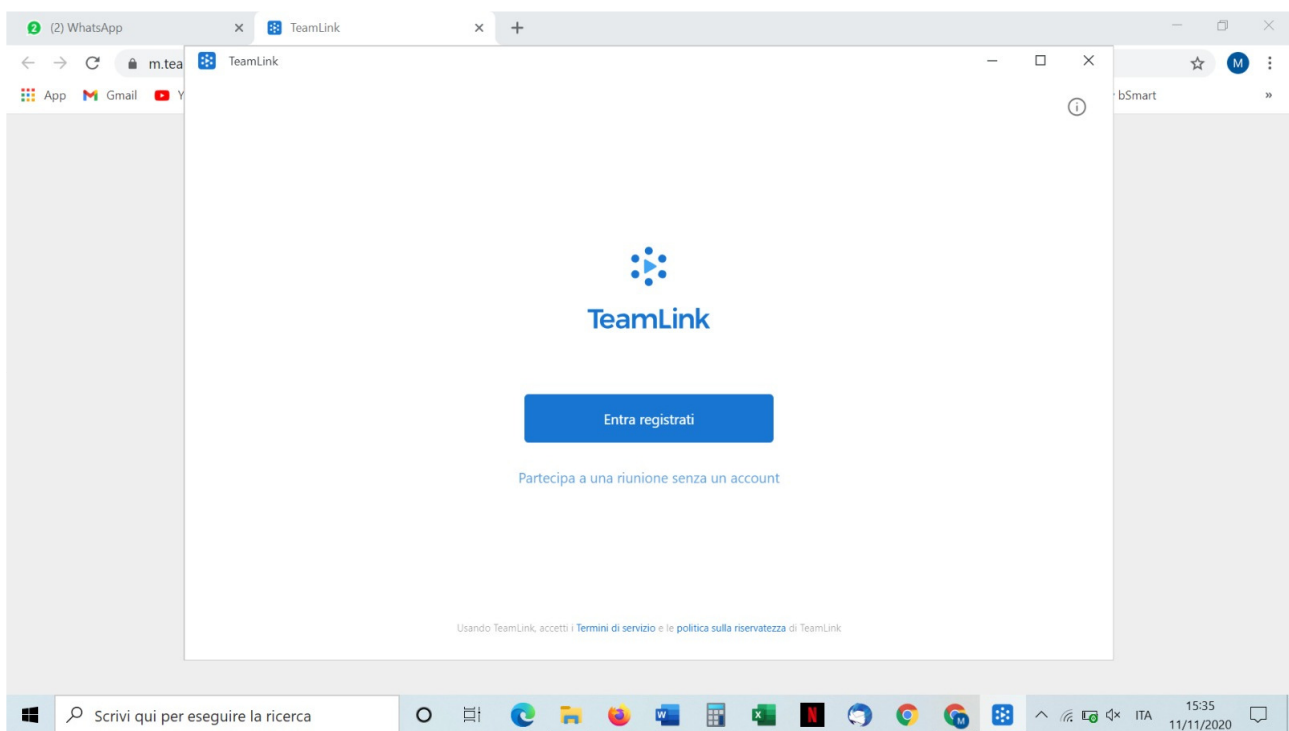 (2) WhatsApp
TeamLink
m.tea
TeamLink
App Gmail Y
bSmart
TeamLink
Entra registrati
Partecipa a una riunione senza un account
Usando TeamLink, accetti i Termini di servizio e le politica sulla riservatezza di TeamLink
Scrivi qui per eseguire la ricerca
ITA
15:35
11/11/2020